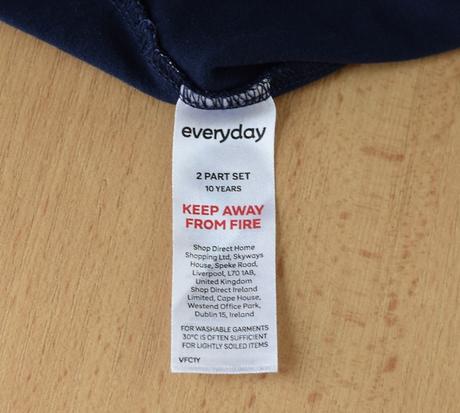 everyday
2 PART SET
10 YEARS
KEEP AWAY
FROM FIRE
Shop Direct Home
Shopping Ltd, Skyways
House, Speke Road,
Liverpool, L70 1AB,
United Kingdom
Shop Direct Ireland
Limited, Cape House,
Westend Office Park,
Dublin 15, Ireland
FOR WASHABLE GARMENTS
30°C IS OFTEN SUFFICIENT
FOR LIGHTLY SOILED ITEMS
VFC1Y